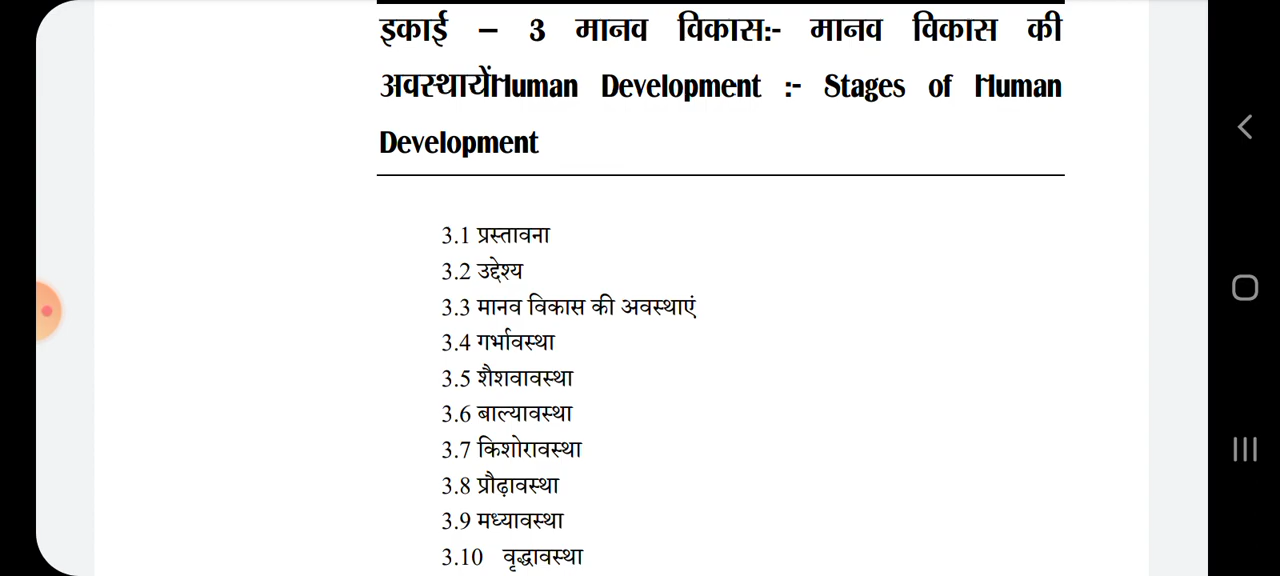 इकाई – 3 मानव विकास:- मानव विकास की
अवस्थायेंHuman Development :- Stages of Human
Development
3.1 प्रस्तावना
3.2 उद्देश्य
3.3 मानव विकास की अवस्थाएं
3.4 गर्भावस्था
3.5 शैशवावस्था
3.6 बाल्यावस्था
3.7 किशोरावस्था
3.8 प्रौढ़ावस्था
3.9 मध्यावस्था
3.10 वृद्धावस्था